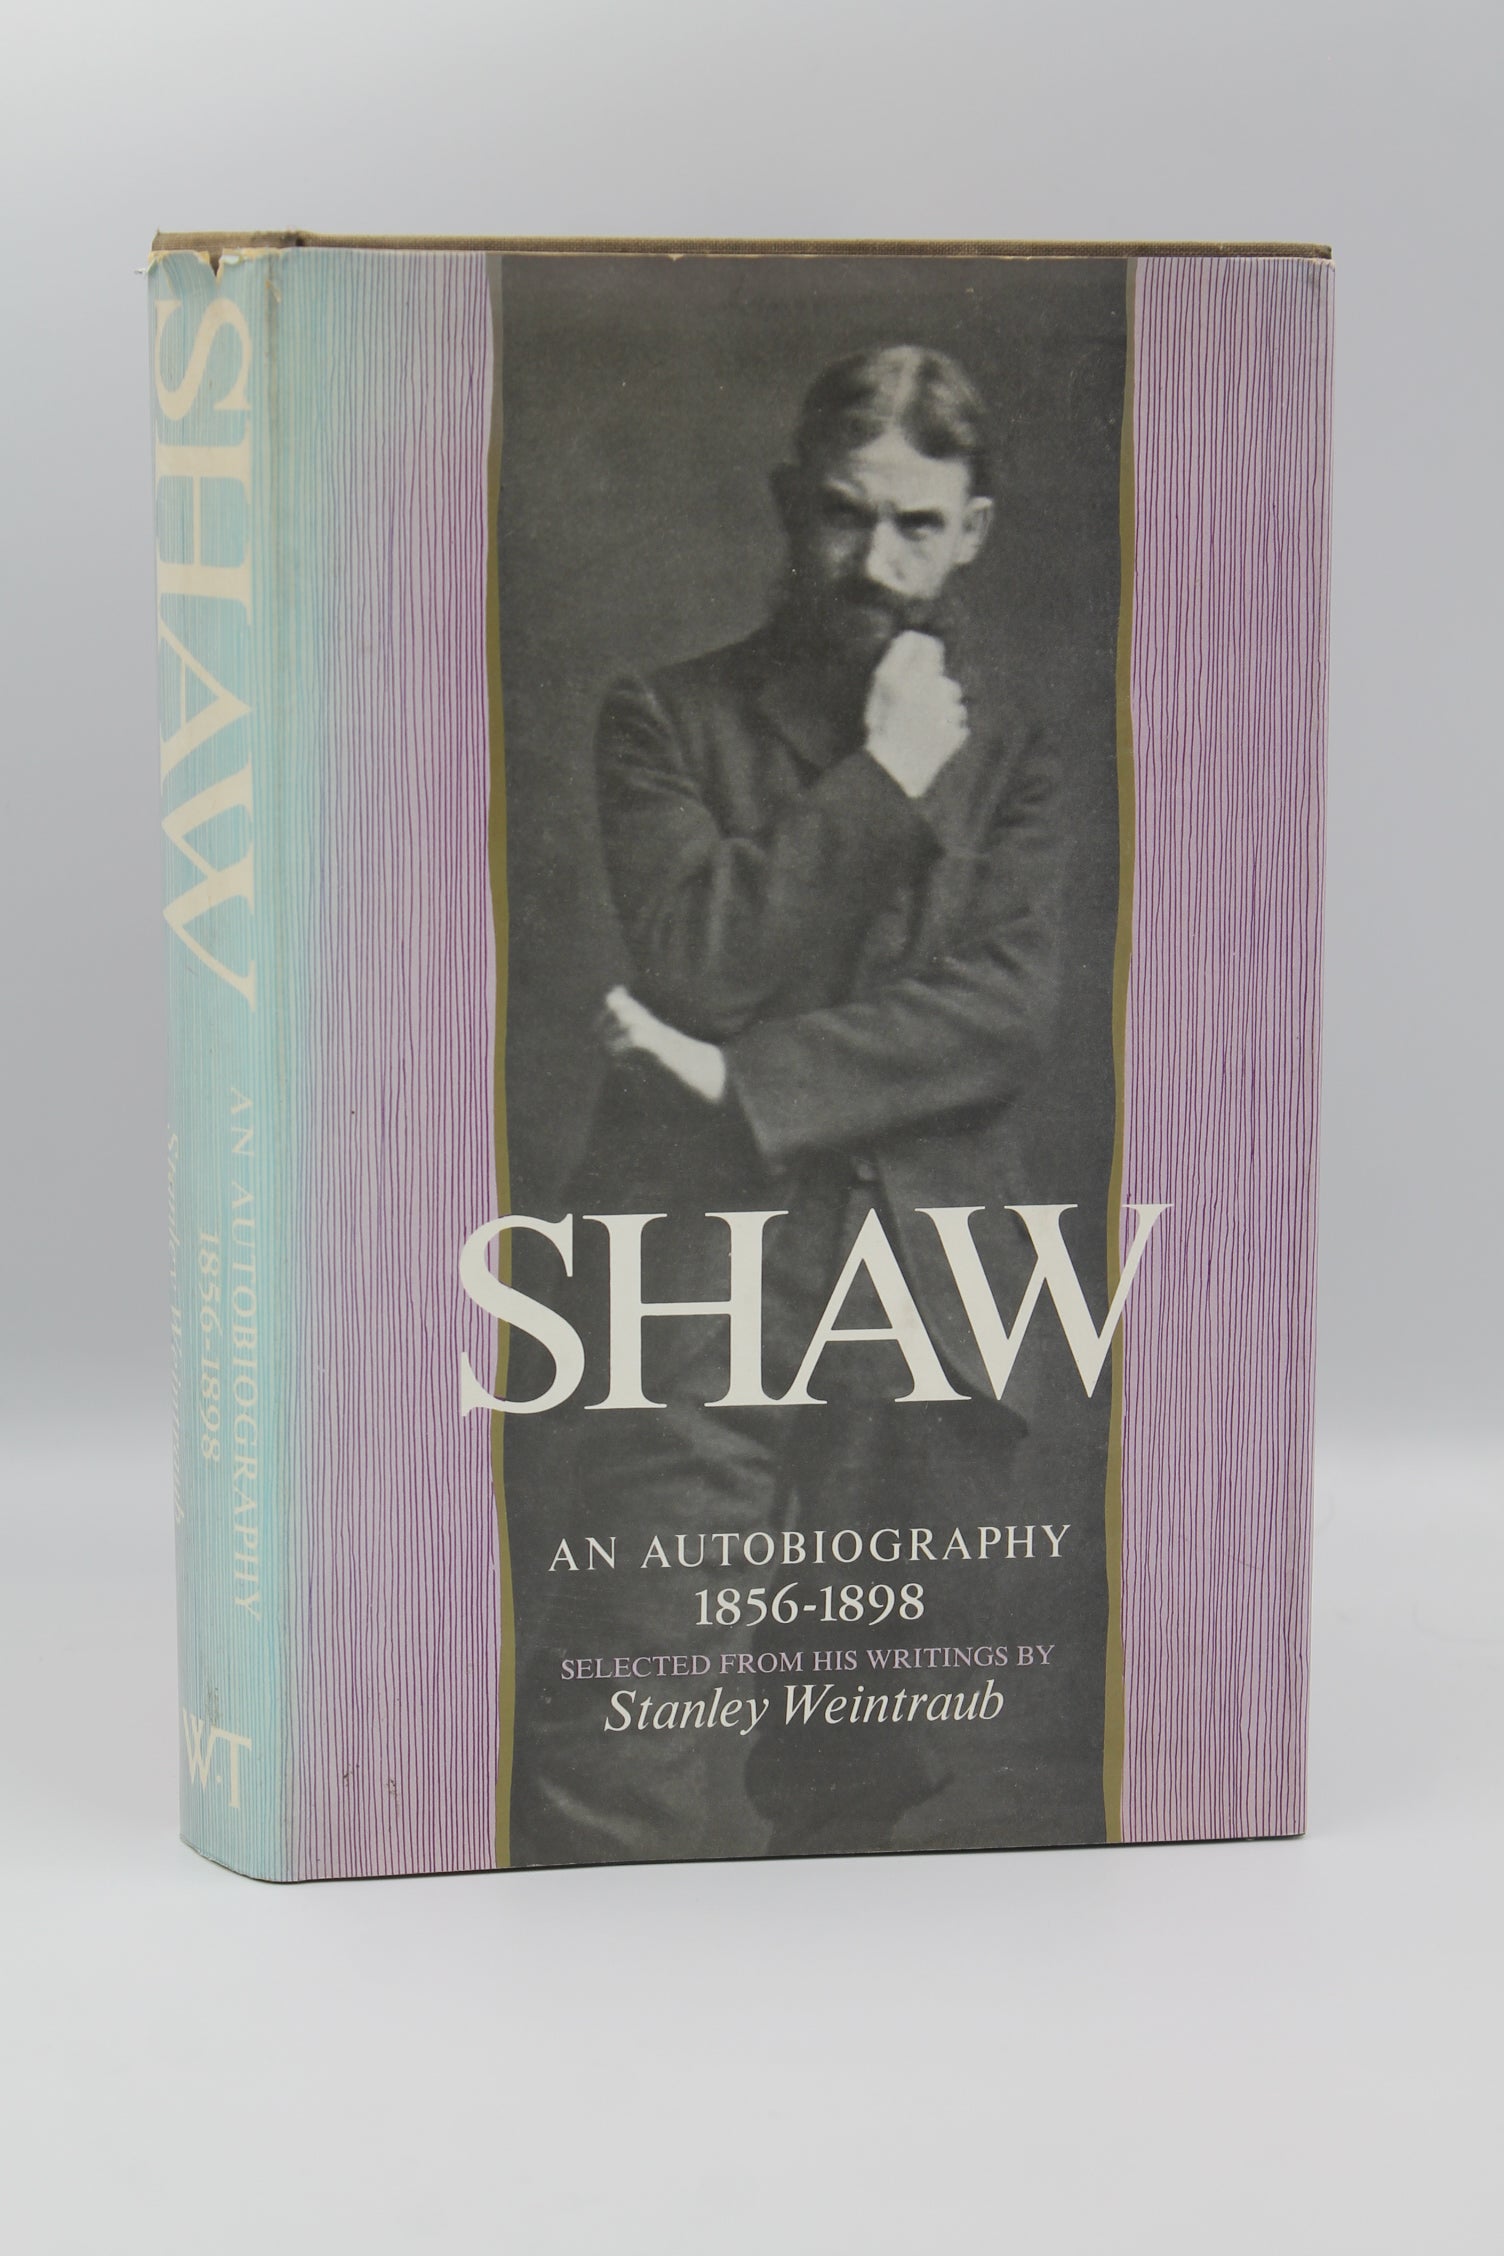 SHAW
AN AUTOBIOGRAPHY
1856-1898
Stanley Weintraub
W·T
SHAW
AN AUTOBIOGRAPHY
1856-1898
SELECTED FROM HIS WRITINGS BY
Stanley Weintraub